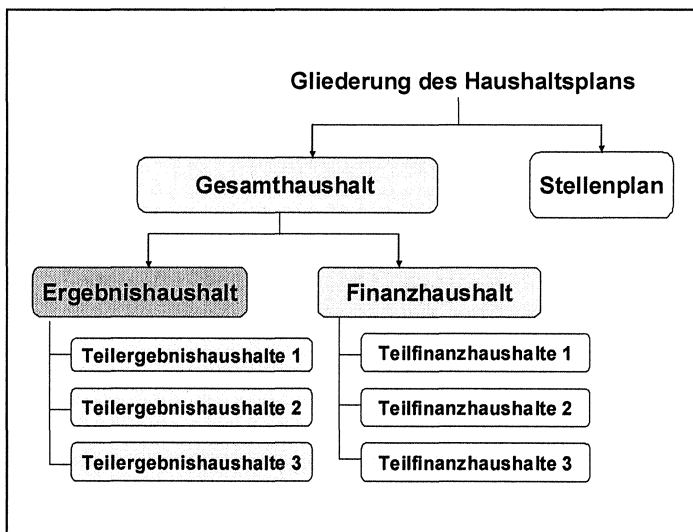 Gliederung des Haushaltsplans
Gesamthaushalt
Stellenplan
Ergebnishaushalt
Finanzhaushalt
Teilergebnishaushalte 1
Teilfinanzhaushalte 1
Teilergebnishaushalte 2
Teilfinanzhaushalte 2
Teilergebnishaushalte 3
Teilfinanzhaushalte 3